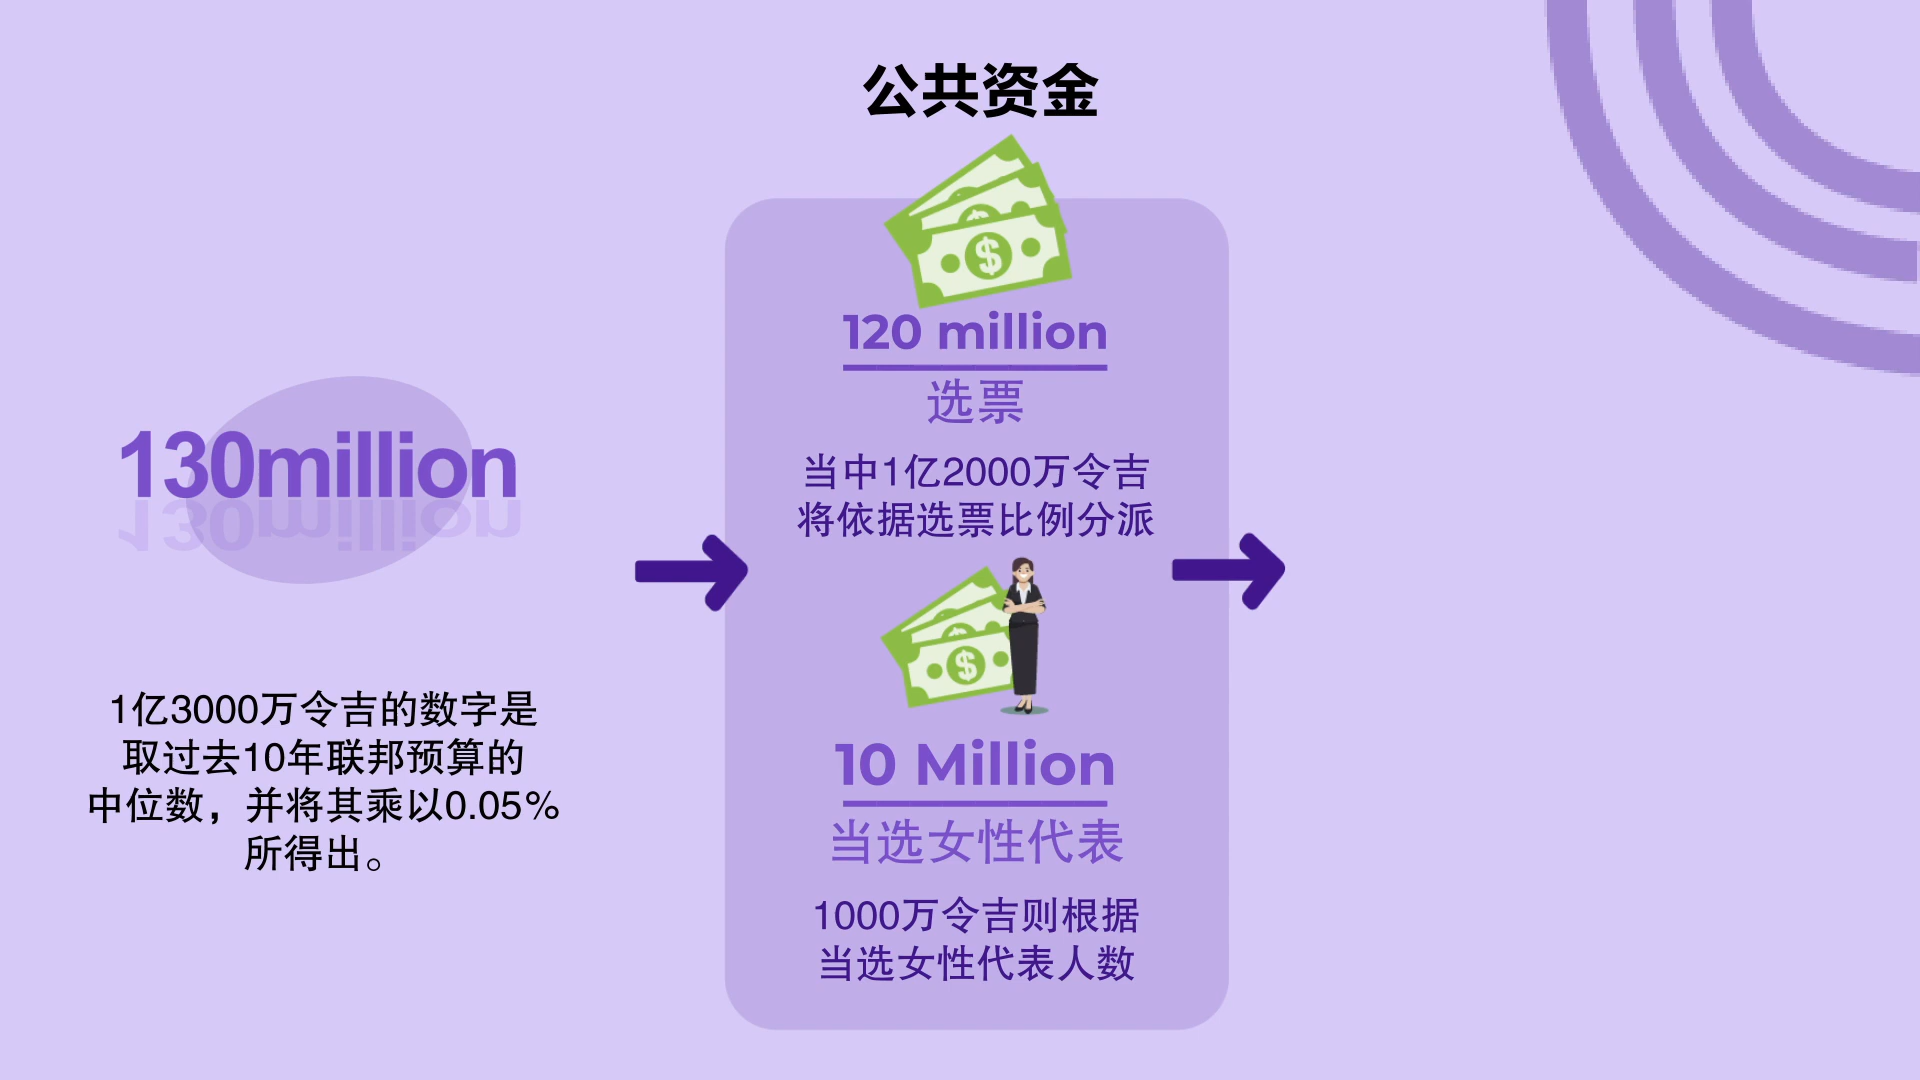 公共资金
130million
1亿3000万令吉的数字是
取过去10年联邦预算的
中位数，并将其乘以0.05%
所得出。
120 million
选票
当中1亿2000万令吉
将依据选票比例分派
10 Million
当选女性代表
1000万令吉则根据
当选女性代表人数